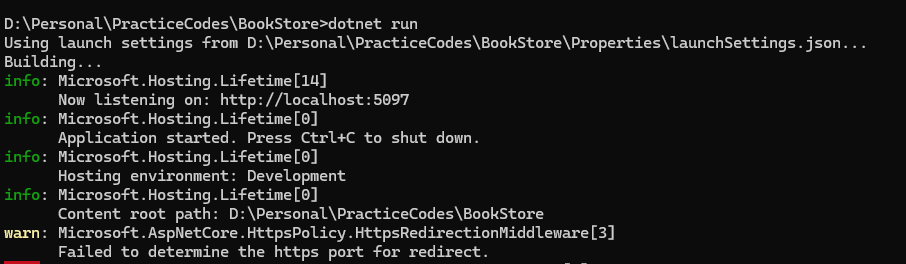 D:\Personal\PracticeCodes\BookStore>dotnet run
Using launch settings from D:\Personal\PracticeCodes\BookStore\Properties\launchSettings.json...
Building...
info: Microsoft.Hosting.Lifetime[14]
      Now listening on: http://localhost:5097
info: Microsoft.Hosting.Lifetime[0]
      Application started. Press Ctrl+C to shut down.
info: Microsoft.Hosting.Lifetime[0]
      Hosting environment: Development
info: Microsoft.Hosting.Lifetime[0]
      Content root path: D:\Personal\PracticeCodes\BookStore
warn: Microsoft.AspNetCore.HttpsPolicy.HttpsRedirectionMiddleware[3]
      Failed to determine the https port for redirect.